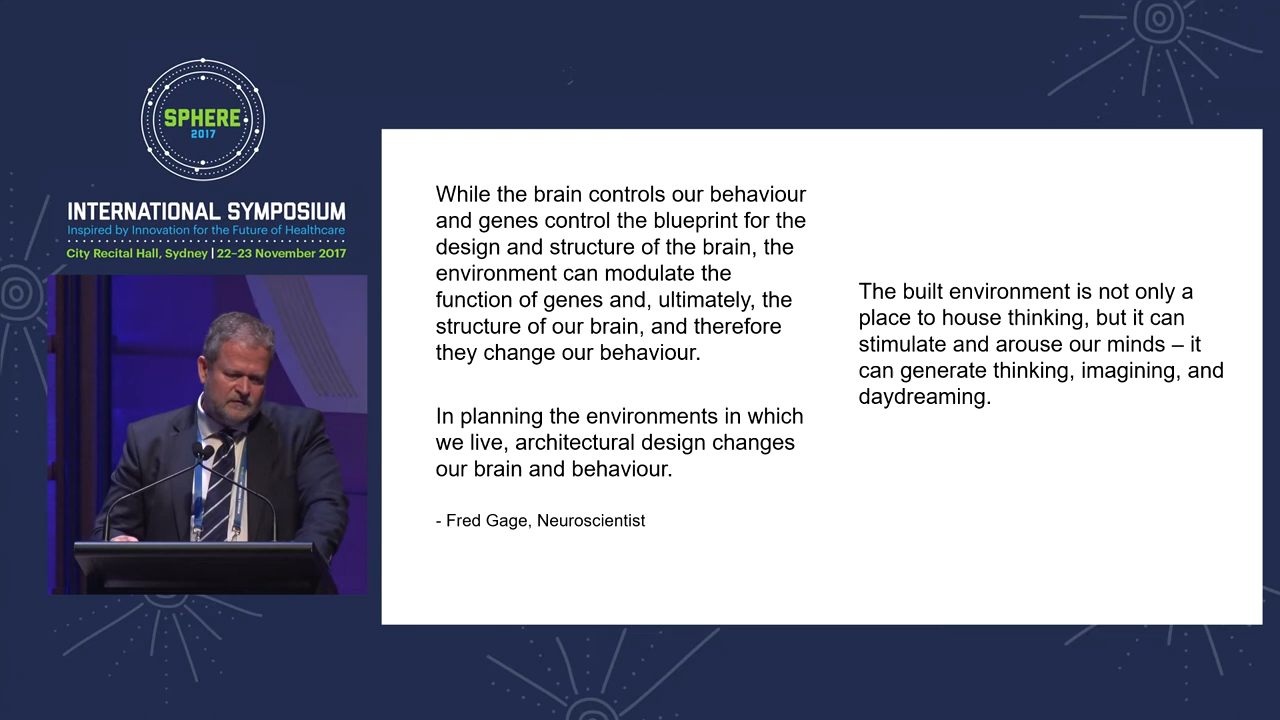 SPHERE
2017
INTERNATIONAL SYMPOSIUM
Inspired by Innovation for the Future of Healthcare
City Recital Hall, Sydney | 22–23 November 2017
While the brain controls our behaviour
and genes control the blueprint for the
design and structure of the brain, the
environment can modulate the
function of genes and, ultimately, the
structure of our brain, and therefore
they change our behaviour.
In planning the environments in which
we live, architectural design changes
our brain and behaviour.
- Fred Gage, Neuroscientist
The built environment is not only a
place to house thinking, but it can
stimulate and arouse our minds – it
can generate thinking, imagining, and
daydreaming.